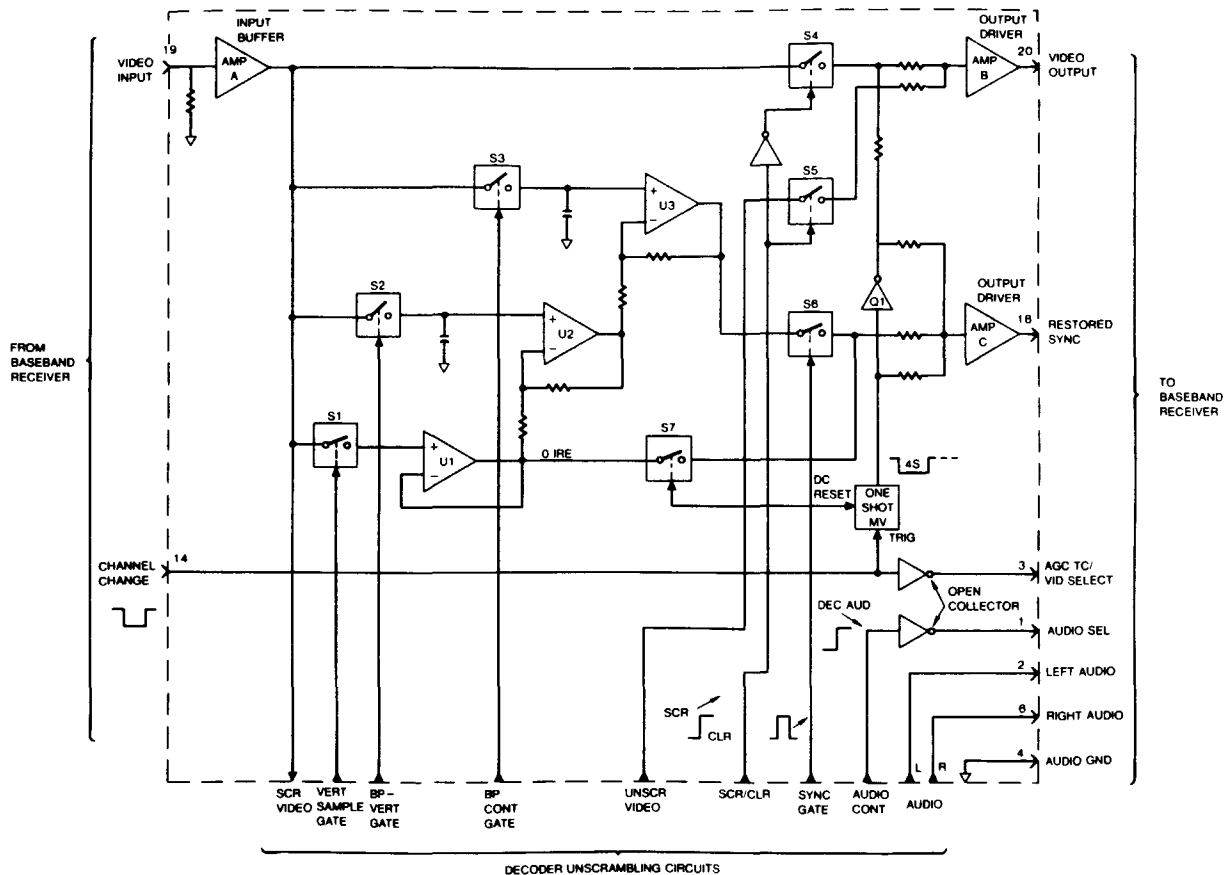 INPUT
BUFFER
OUTPUT
DRIVER
S4
19
20
VIDEO
INPUT
AMP
A
AMP
B
VIDEO
OUTPUT
S3
S5
U3
S2
S6
OUTPUT
DRIVER
U2
Q1
AMP
C
18
RESTORED
SYNC
FROM
BASEBAND
RECEIVER
TO
BASEBAND
RECEIVER
S1
S7
U1
0 IRE
4S
DC
RESET
ONE
SHOT
MV
TRIG
14
CHANNEL
CHANGE
3
AGC TC/
VID SELECT
OPEN
COLLECTOR
DEC AUD
1
AUDIO SEL
2
LEFT AUDIO
SCR
CLR
6
RIGHT AUDIO
4
AUDIO GND
L
R
SCR
VIDEO
VERT
SAMPLE
GATE
BP-
VERT
GATE
BP
CONT
GATE
UNSCR
VIDEO
SCR/CLR
SYNC
GATE
AUDIO
CONT
AUDIO
DECODER UNSCRAMBLING CIRCUITS